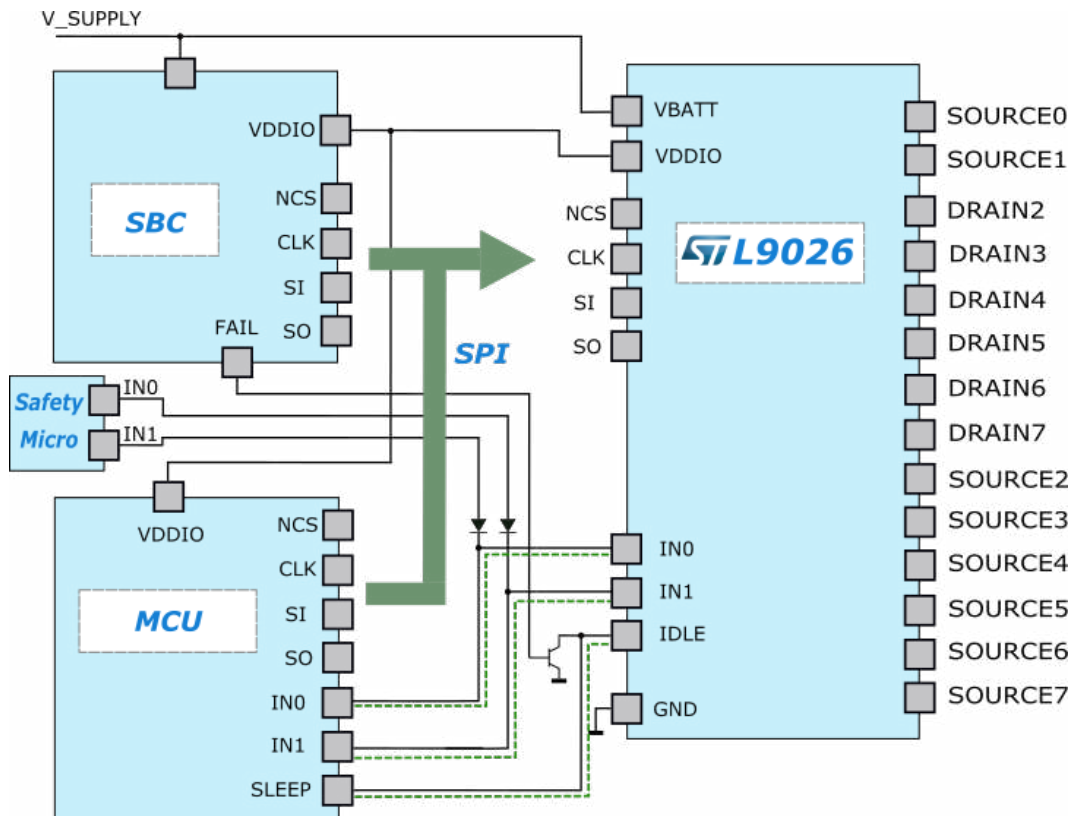 V_SUPPLY
VDDIO
NCS
SBC
CLK
SI
FAIL
SO
SPI
Safety
Micro
IN0
IN1
VDDIO
NCS
CLK
MCU
SI
SO
IN0
IN1
SLEEP
VBATT
VDDIO
NCS
CLK
SI
SO
ST L9026
IN0
IN1
IDLE
GND
SOURCE0
SOURCE1
DRAIN2
DRAIN3
DRAIN4
DRAIN5
DRAIN6
DRAIN7
SOURCE2
SOURCE3
SOURCE4
SOURCE5
SOURCE6
SOURCE7